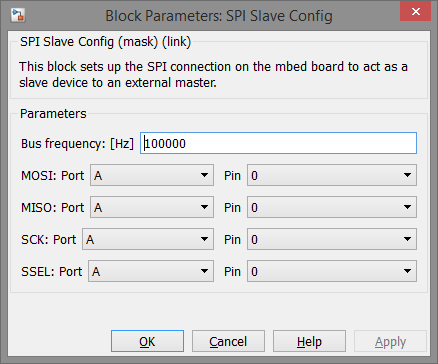 Block Parameters: SPI Slave Config
SPI Slave Config (mask) (link)
This block sets up the SPI connection on the mbed board to act as a
slave device to an external master.
Parameters
Bus frequency: [Hz] 100000
MOSI: Port A Pin 0
MISO: Port A Pin 0
SCK: Port A Pin 0
SSEL: Port A Pin 0
OK Cancel Help Apply